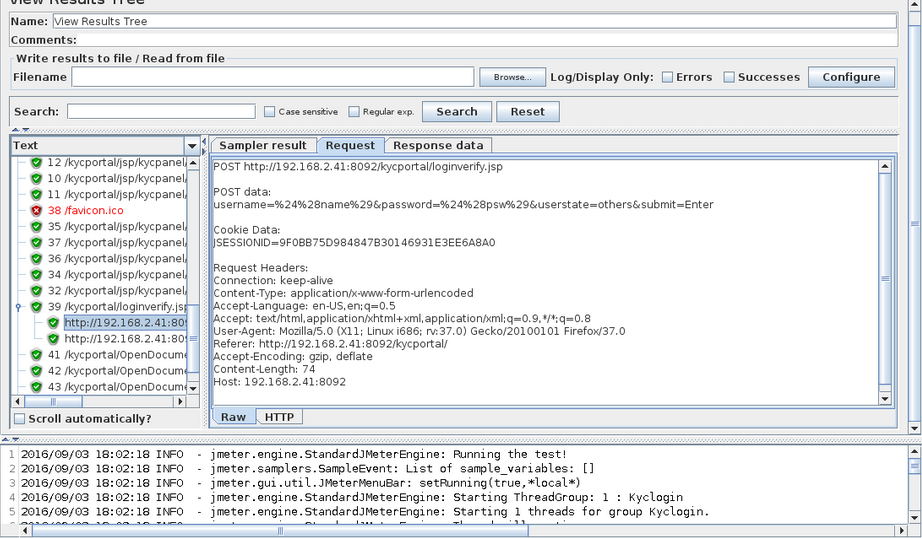 View Results Tree
Name: View Results Tree
Comments:
Write results to file / Read from file
Filename Browse... Log/Display Only: Errors Successes Configure
Search: Case sensitive Regular exp. Search Reset
Text
12 /kycportal/jsp/kycpanel/
10 /kycportal/jsp/kycpanel/
11 /kycportal/jsp/kycpanel/
38 /favicon.ico
35 /kycportal/jsp/kycpanel/
37 /kycportal/jsp/kycpanel/
36 /kycportal/jsp/kycpanel/
34 /kycportal/jsp/kycpanel/
32 /kycportal/jsp/kycpanel/
39 /kycportal/loginverify.jsp
http://192.168.2.41:809
http://192.168.2.41:809
41 /kycportal/OpenDocume
42 /kycportal/OpenDocume
43 /kycportal/OpenDocume
Scroll automatically?
Sampler result Request Response data
POST http://192.168.2.41:8092/kycportal/loginverify.jsp
POST data:
username=%24%28name%29&password=%24%28psw%29&userstate=others&submit=Enter
Cookie Data:
JSESSIONID=9F0BB75D984847B30146931E3EE6A8A0
Request Headers:
Connection: keep-alive
Content-Type: application/x-www-form-urlencoded
Accept-Language: en-US,en;q=0.5
Accept: text/html,application/xhtml+xml,application/xml;q=0.9,*/*;q=0.8
User-Agent: Mozilla/5.0 (X11; Linux i686; rv:37.0) Gecko/20100101 Firefox/37.0
Referer: http://192.168.2.41:8092/kycportal/
Accept-Encoding: gzip, deflate
Content-Length: 74
Host: 192.168.2.41:8092
Raw HTTP
1 2016/09/03 18:02:18 INFO - jmeter.engine.StandardJMeterEngine: Running the test!
2 2016/09/03 18:02:18 INFO - jmeter.samplers.SampleEvent: List of sample_variables: []
3 2016/09/03 18:02:18 INFO - jmeter.gui.util.JMeterMenuBar: setRunning(true,*local*)
4 2016/09/03 18:02:18 INFO - jmeter.engine.StandardJMeterEngine: Starting ThreadGroup: 1 : Kyclogin
5 2016/09/03 18:02:18 INFO - jmeter.engine.StandardJMeterEngine: Starting 1 threads for group Kyclogin.